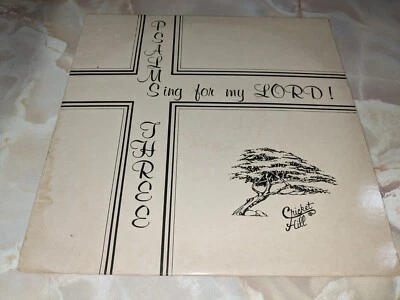 PSALMS THREE
Sing for my LORD!
Cricket
Hill